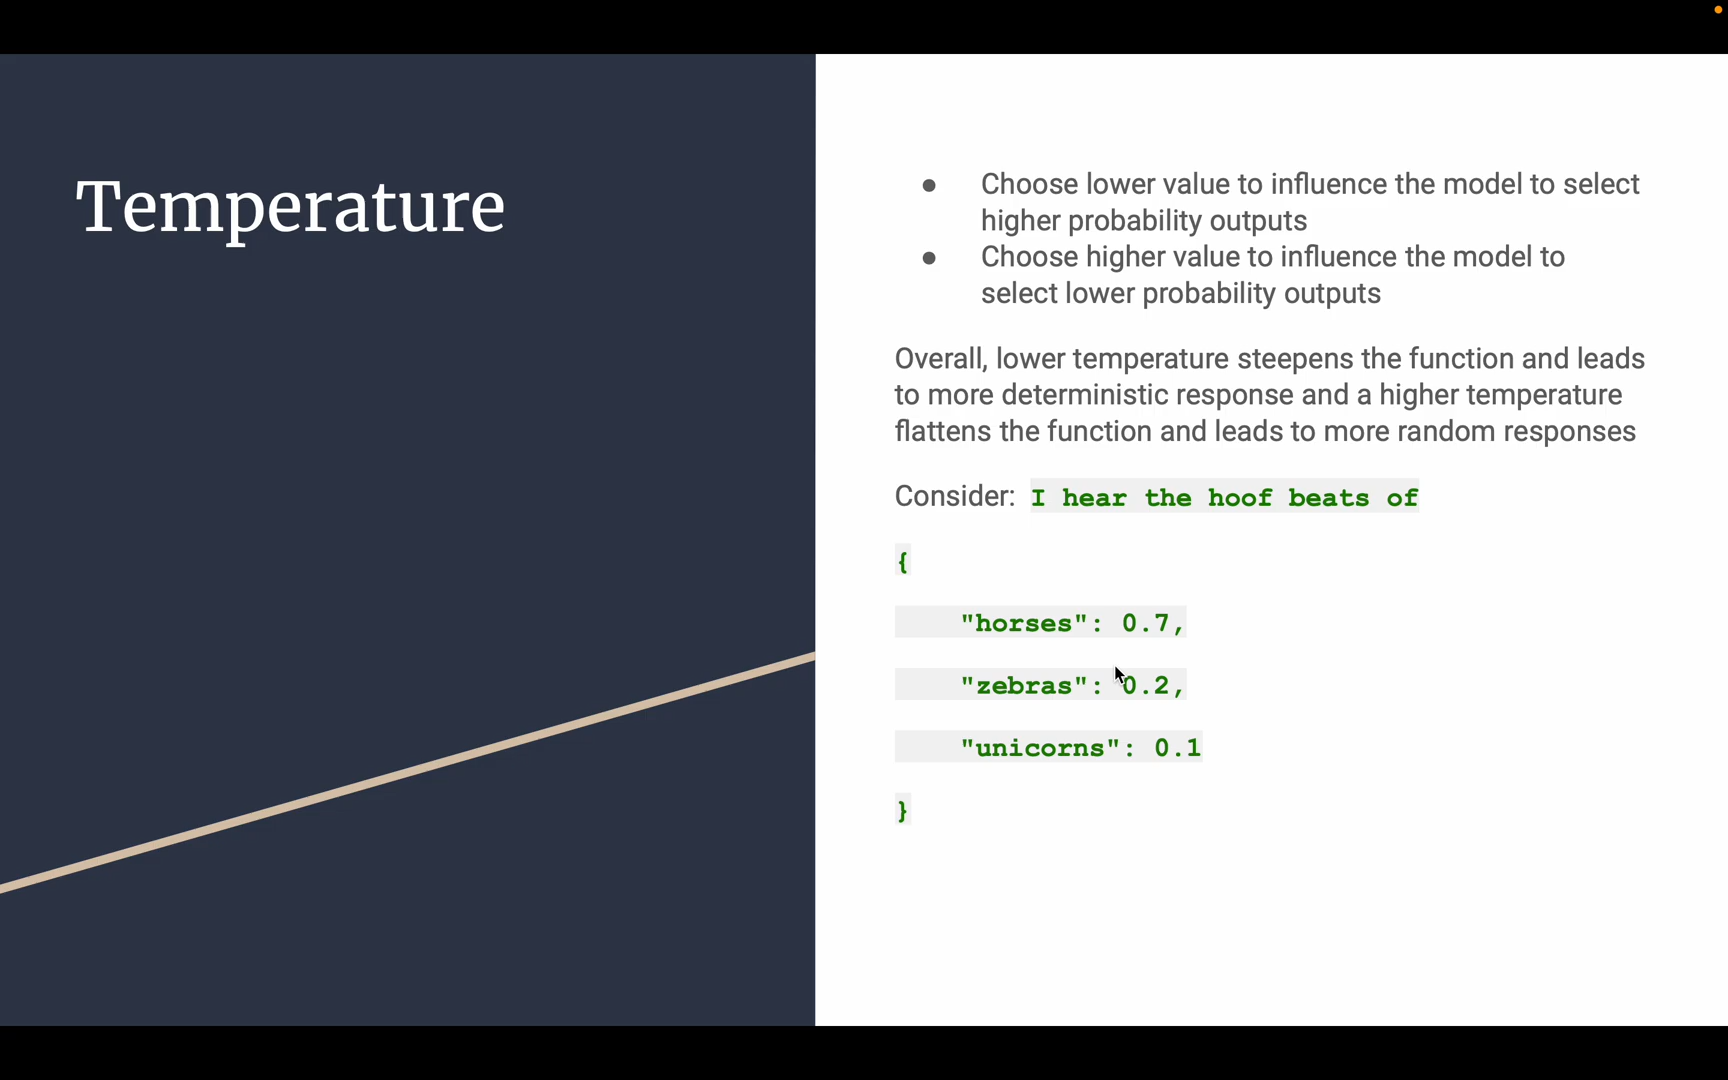 Temperature
● Choose lower value to influence the model to select
higher probability outputs
● Choose higher value to influence the model to
select lower probability outputs
Overall, lower temperature steepens the function and leads
to more deterministic response and a higher temperature
flattens the function and leads to more random responses
Consider: I hear the hoof beats of
{
"horses": 0.7,
"zebras": 0.2,
"unicorns": 0.1
}